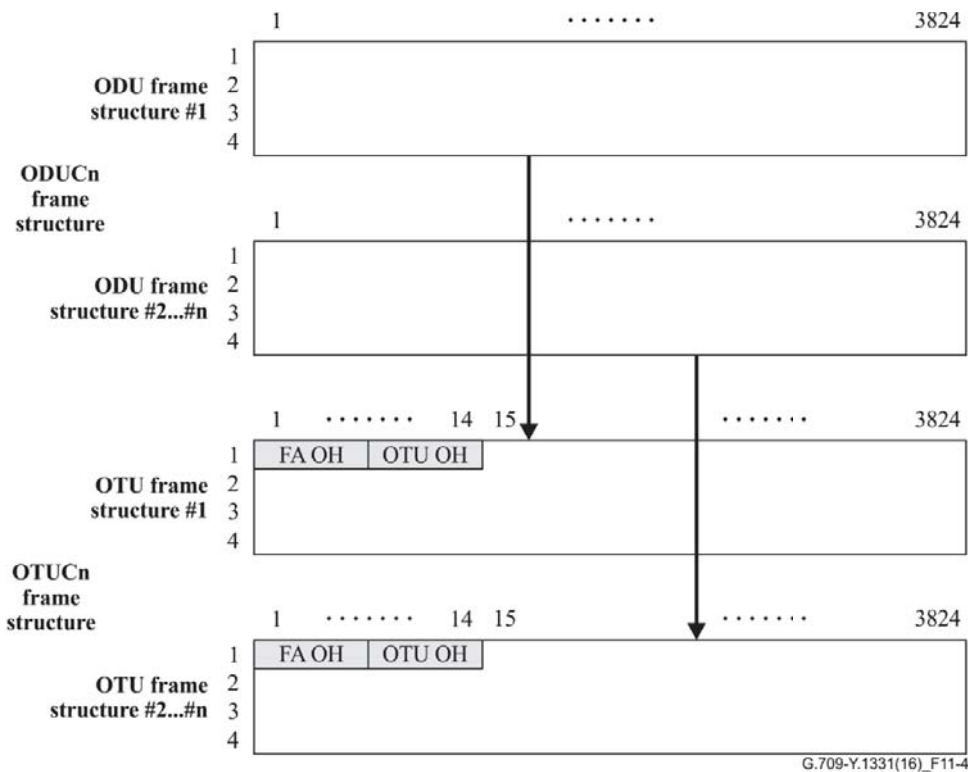 1 ······· 3824
1
ODU frame 2
structure #1 3
4
ODUCn
frame
structure
1 ······· 3824
1
ODU frame 2
structure #2...#n 3
4
1 ······· 14 15 ······· 3824
1 FA OH OTU OH
OTU frame 2
structure #1 3
4
OTUCn
frame
structure
1 ······· 14 15 ······· 3824
1 FA OH OTU OH
OTU frame 2
structure #2...#n 3
4
G.709-Y.1331(16)_F11-4